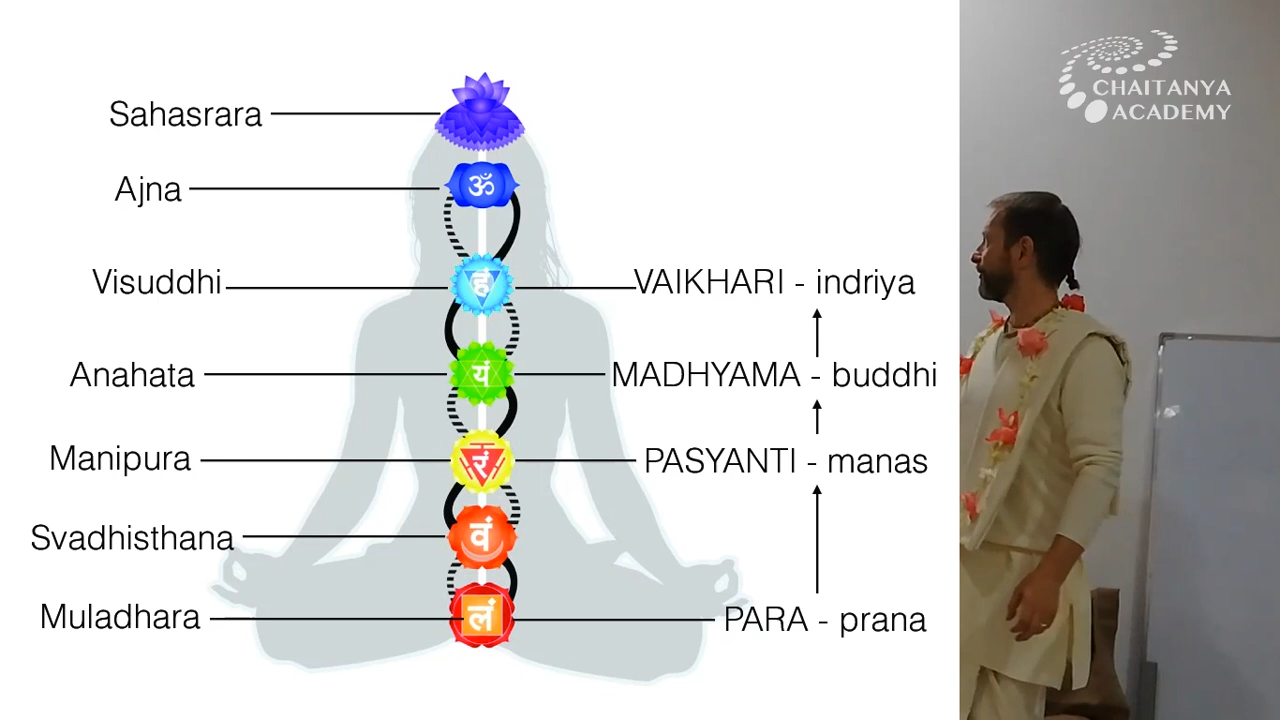 Sahasrara
Ajna
Visuddhi
Anahata
Manipura
Svadhisthana
Muladhara
ॐ
हं
यं
रं
वं
लं
VAIKHARI - indriya
MADHYAMA - buddhi
PASYANTI - manas
PARA - prana
CHAITANYA
ACADEMY